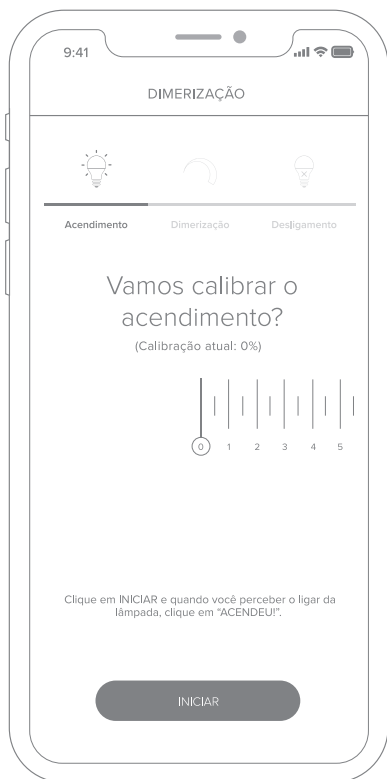 9:41
DIMERIZAÇÃO
Acendimento Dimerização Desligamento
Vamos calibrar o
acendimento?
(Calibração atual: 0%)
0 1 2 3 4 5
Clique em INICIAR e quando você perceber o ligar da
lâmpada, clique em “ACENDEU!”.
INICIAR